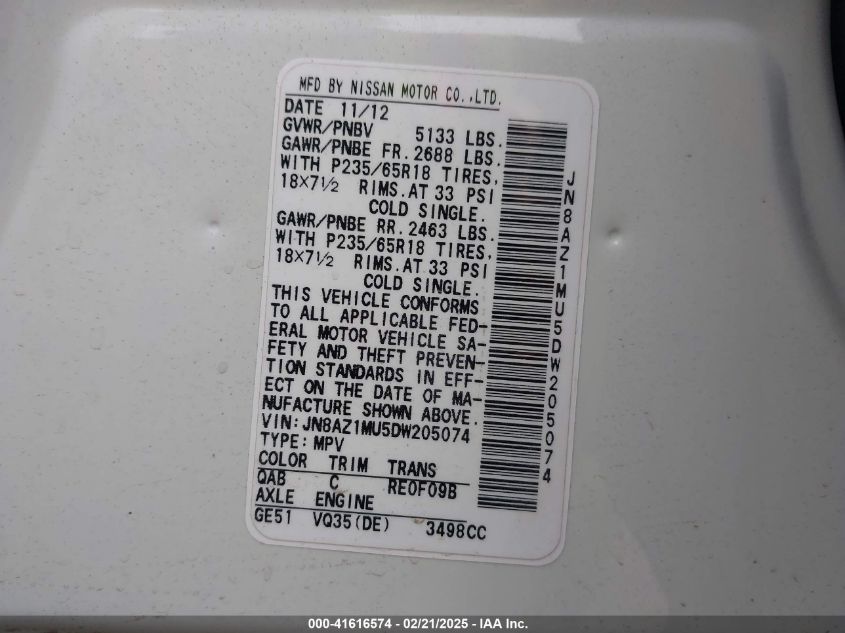 MFD BY NISSAN MOTOR CO.,LTD.
DATE 11/12
GVWR/PNBV 5133 LBS.
GAWR/PNBE FR. 2688 LBS.
WITH P235/65R18 TIRES,
18×7½ RIMS. AT 33 PSI
COLD SINGLE.
GAWR/PNBE RR. 2463 LBS.
WITH P235/65R18 TIRES,
18×7½ RIMS. AT 33 PSI
COLD SINGLE.
THIS VEHICLE CONFORMS
TO ALL APPLICABLE FED-
ERAL MOTOR VEHICLE SA-
FETY AND THEFT PREVEN-
TION STANDARDS IN EFF-
ECT ON THE DATE OF MA-
NUFACTURE SHOWN ABOVE.
VIN: JN8AZ1MU5DW205074
TYPE: MPV
COLOR TRIM TRANS
QAB C RE0F09B
AXLE ENGINE
GE51 VQ35(DE) 3498CC
JN8AZ1MU5DW205074
000-41616574 — 02/21/2025 — IAA Inc.